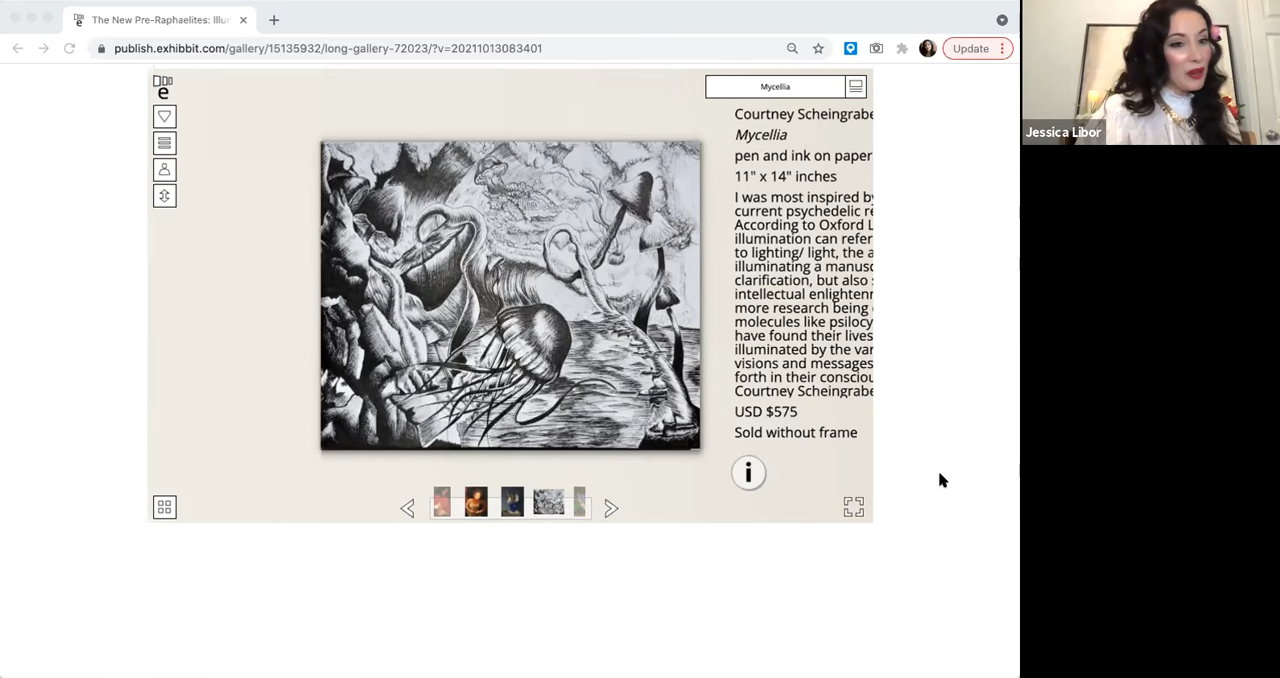 The New Pre-Raphaelites: Illu
publish.exhibbit.com/gallery/15135932/long-gallery-72023/?v=20211013083401
Update
Jessica Libor
e
Mycellia
Courtney Scheingrabe
Mycellia
pen and ink on paper
11" x 14" inches
I was most inspired by
current psychedelic re
According to Oxford L
illumination can refer
to lighting/ light, the a
illuminating a manusc
clarification, but also
intellectual enlightenm
more research being
molecules like psilocy
have found their lives
illuminated by the var
visions and messages
forth in their consciou
Courtney Scheingrabe
USD $575
Sold without frame
i